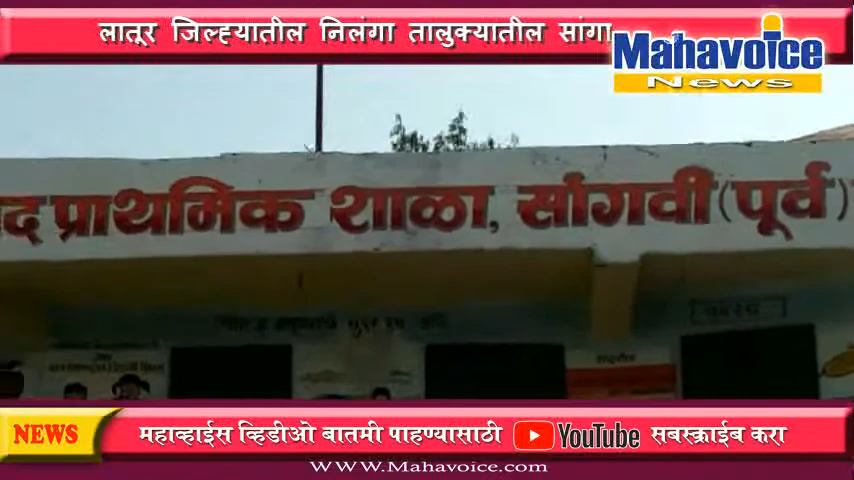 लातूर जिल्ह्यातील निलंगा तालुक्यातील सांगा
Mahavoice
News
द प्राथमिक शाळा, सांगवी (पूर्व)
NEWS
महाव्हाईस व्हिडीओ बातमी पाहण्यासाठी YouTube सबस्क्राईब करा
WWW.Mahavoice.com